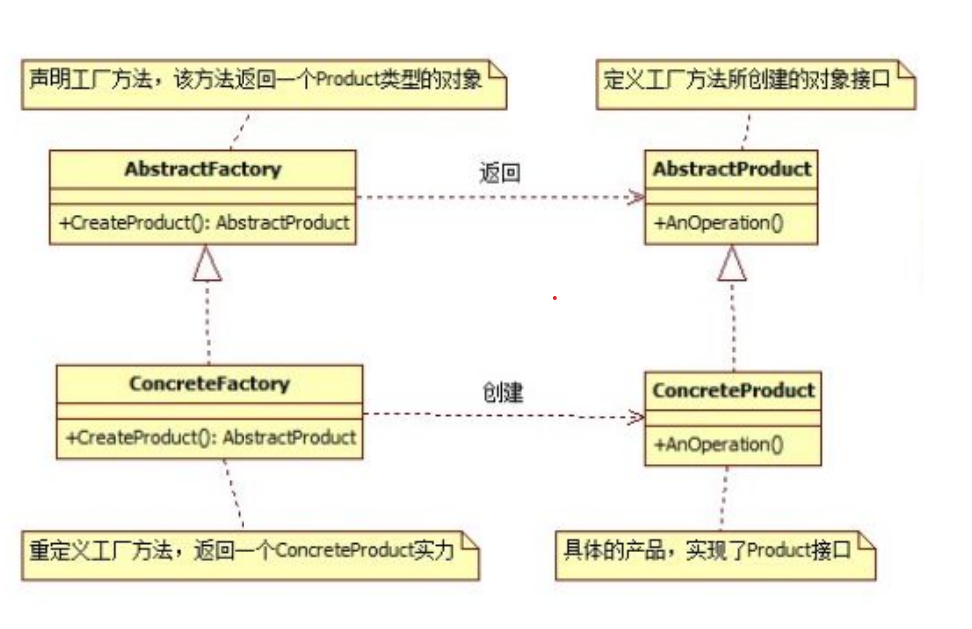 声明工厂方法，该方法返回一个Product类型的对象
定义工厂方法所创建的对象接口
AbstractFactory
+CreateProduct(): AbstractProduct
返回
AbstractProduct
+AnOperation()
ConcreteFactory
+CreateProduct(): AbstractProduct
创建
ConcreteProduct
+AnOperation()
重定义工厂方法，返回一个ConcreteProduct实力
具体的产品，实现了Product接口